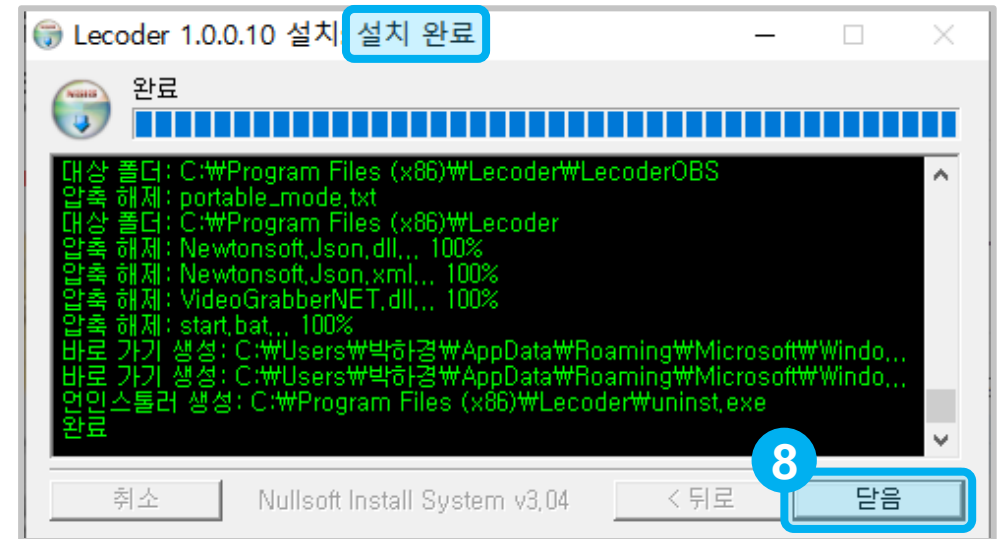 Lecoder 1.0.0.10 설치: 설치 완료
NSIS
완료
대상 폴더: C:₩Program Files (x86)₩Lecoder₩LecoderOBS
압축 해제: portable_mode.txt
대상 폴더: C:₩Program Files (x86)₩Lecoder
압축 해제: Newtonsoft.Json.dll... 100%
압축 해제: Newtonsoft.Json.xml... 100%
압축 해제: VideoGrabberNET.dll... 100%
압축 해제: start.bat... 100%
바로 가기 생성: C:₩Users₩박하경₩AppData₩Roaming₩Microsoft₩Windo...
바로 가기 생성: C:₩Users₩박하경₩AppData₩Roaming₩Microsoft₩Windo...
언인스톨러 생성: C:₩Program Files (x86)₩Lecoder₩uninst.exe
완료
8
취소 Nullsoft Install System v3.04 < 뒤로 닫음